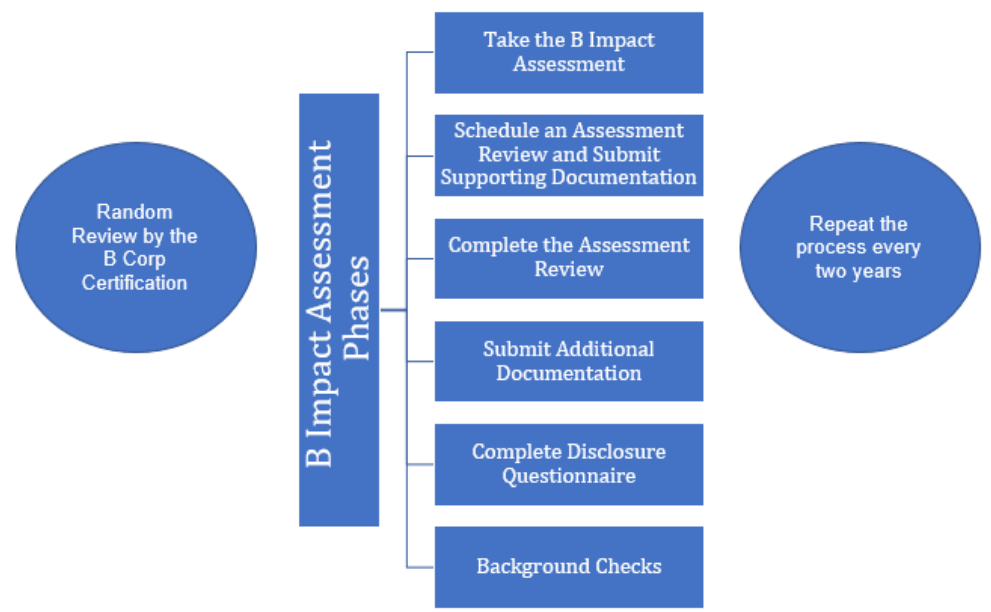 Random
Review by the
B Corp
Certification
B Impact Assessment
Phases
Take the B Impact
Assessment
Schedule an Assessment
Review and Submit
Supporting Documentation
Complete the Assessment
Review
Submit Additional
Documentation
Complete Disclosure
Questionnaire
Background Checks
Repeat the
process every
two years